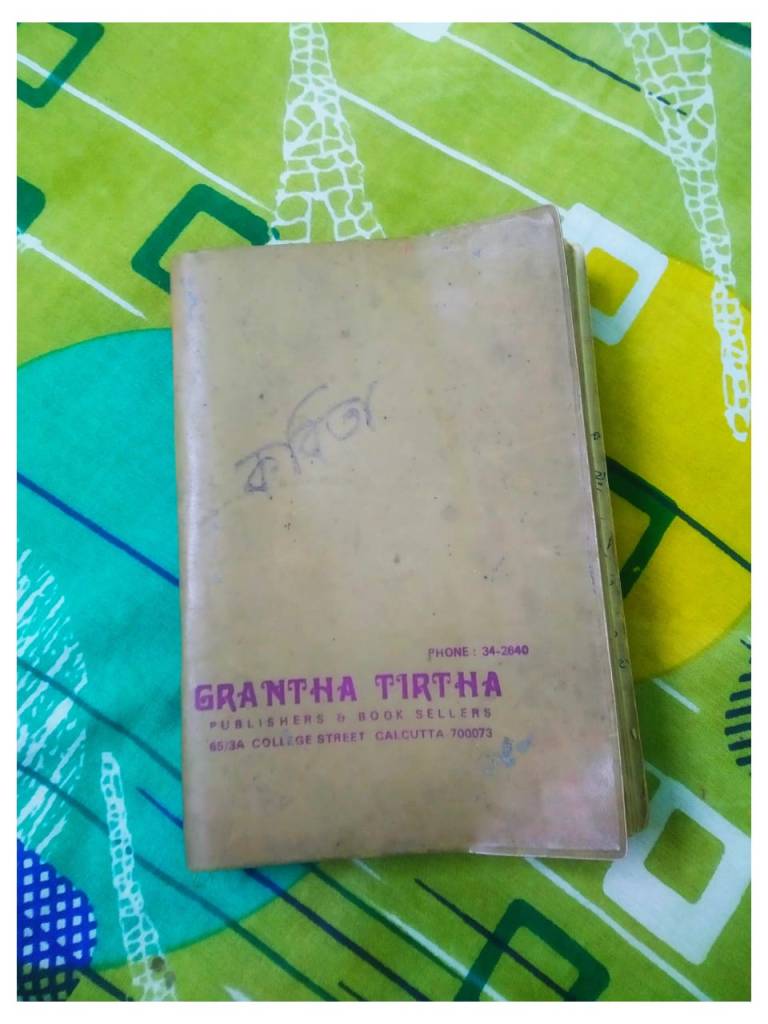 কবিতা
PHONE : 34-2640
GRANTHA TIRTHA
PUBLISHERS & BOOK SELLERS
65/3A COLLEGE STREET CALCUTTA 700073